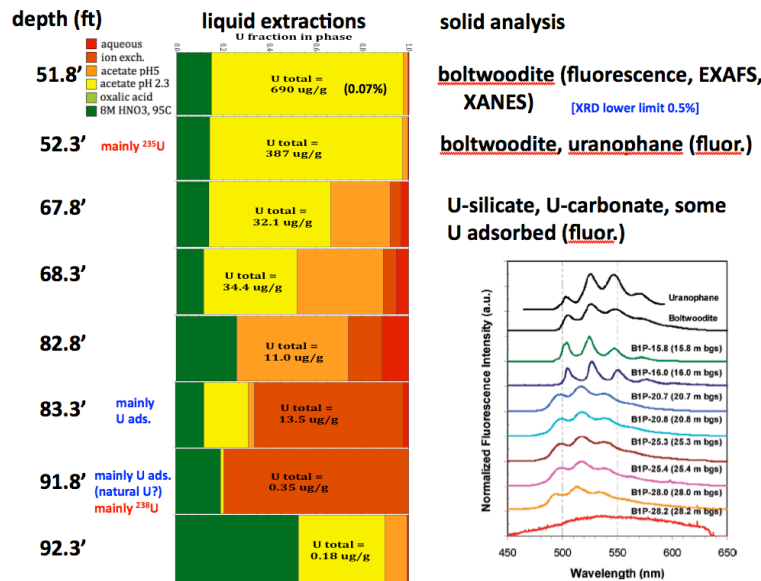 depth (ft)
liquid extractions
solid analysis
U fraction in phase
aqueous
ion exch.
acetate pH5
acetate pH 2.3
oxalic acid
8M HNO3, 95C
51.8’
U total =
690 ug/g (0.07%)
boltwoodite (fluorescence, EXAFS,
XANES) [XRD lower limit 0.5%]
52.3’ mainly ²³⁵U
U total =
387 ug/g
boltwoodite, uranophane (fluor.)
67.8’
U total =
32.1 ug/g
U-silicate, U-carbonate, some
U adsorbed (fluor.)
68.3’
U total =
34.4 ug/g
82.8’
U total =
11.0 ug/g
83.3’
mainly
U ads.
U total =
13.5 ug/g
91.8’
mainly U ads.
(natural U?)
mainly ²³⁸U
U total =
0.35 ug/g
92.3’
U total =
0.18 ug/g
Normalized Fluorescence Intensity (a.u.)
Uranophane
Boltwoodite
B1P-15.8 (15.8 m bgs)
B1P-16.0 (16.0 m bgs)
B1P-20.7 (20.7 m bgs)
B1P-20.8 (20.8 m bgs)
B1P-25.3 (25.3 m bgs)
B1P-25.4 (25.4 m bgs)
B1P-28.0 (28.0 m bgs)
B1P-28.2 (28.2 m bgs)
450 500 550 600 650
Wavelength (nm)